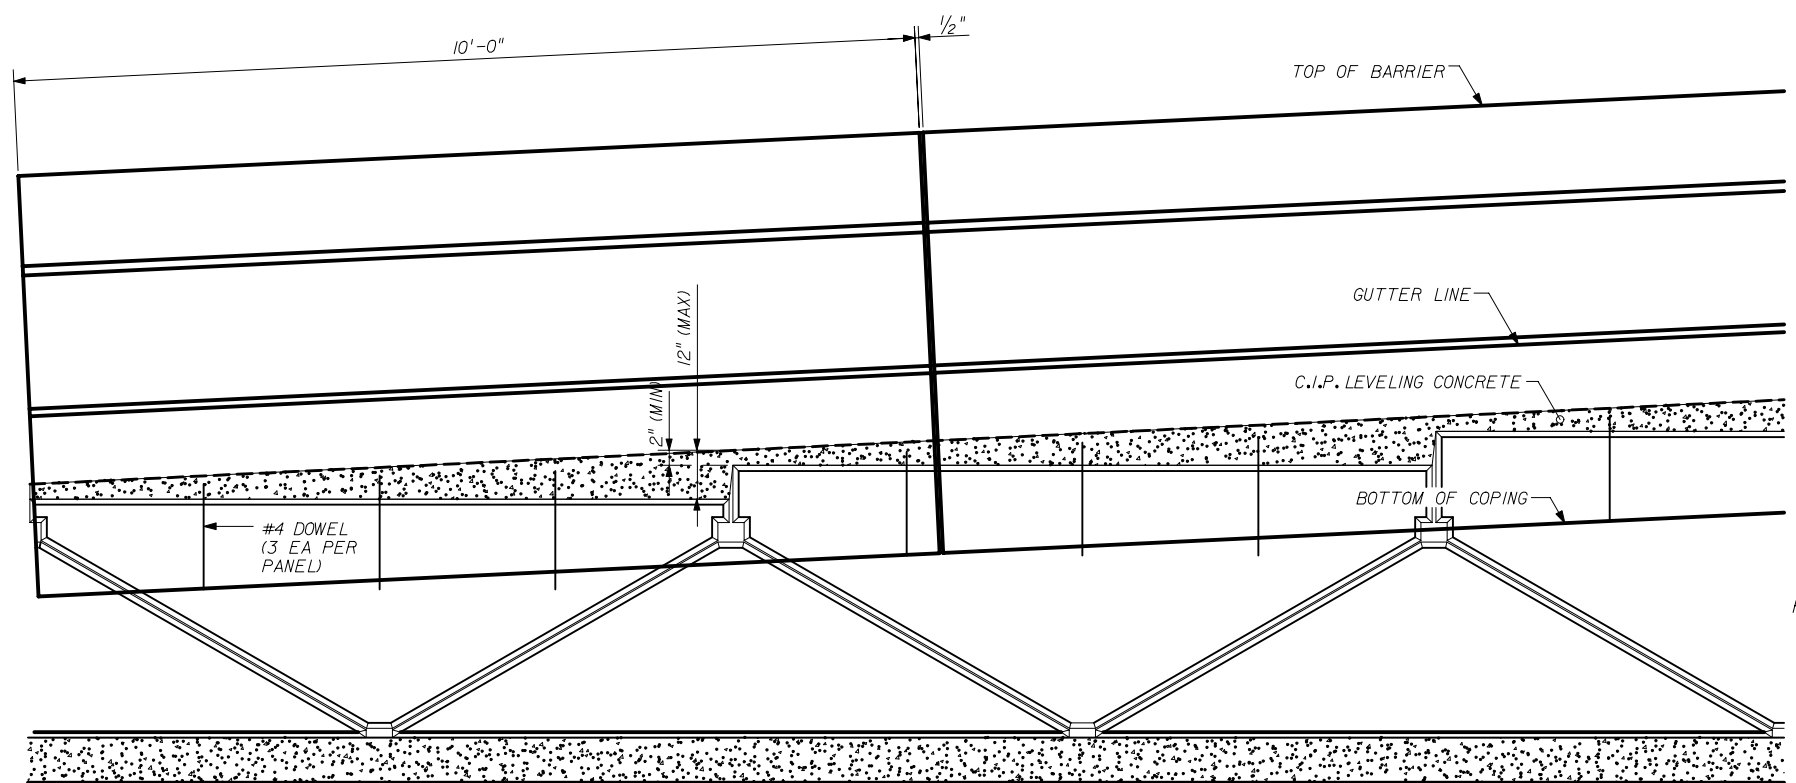 10'-0"
1/2"
TOP OF BARRIER
GUTTER LINE
12" (MAX)
2" (MIN)
C.I.P. LEVELING CONCRETE
BOTTOM OF COPING
#4 DOWEL
(3 EA PER
PANEL)